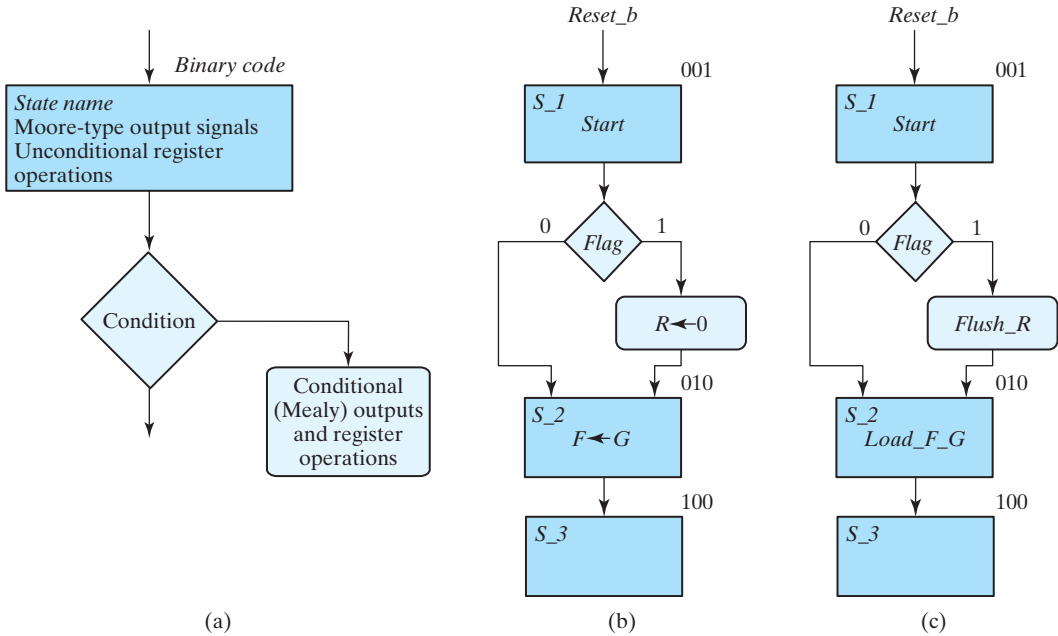 Binary code
State name
Moore-type output signals
Unconditional register
operations
Condition
Conditional
(Mealy) outputs
and register
operations
(a)
Reset_b
001
S_1
Start
0
1
Flag
R←0
010
S_2
F←G
100
S_3
(b)
Reset_b
001
S_1
Start
0
1
Flag
Flush_R
010
S_2
Load_F_G
100
S_3
(c)